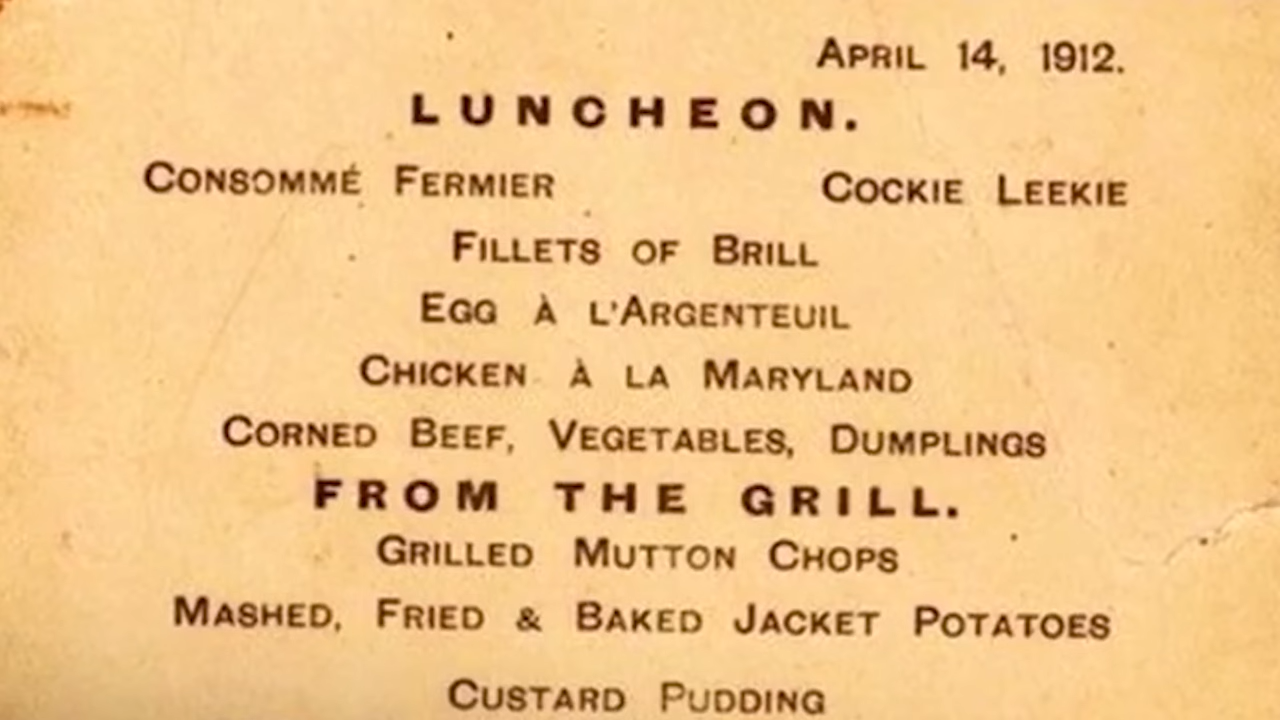 APRIL 14, 1912.
LUNCHEON.
CONSOMMÉ FERMIER COCKIE LEEKIE
FILLETS OF BRILL
EGG À L'ARGENTEUIL
CHICKEN À LA MARYLAND
CORNED BEEF, VEGETABLES, DUMPLINGS
FROM THE GRILL.
GRILLED MUTTON CHOPS
MASHED, FRIED & BAKED JACKET POTATOES
CUSTARD PUDDING